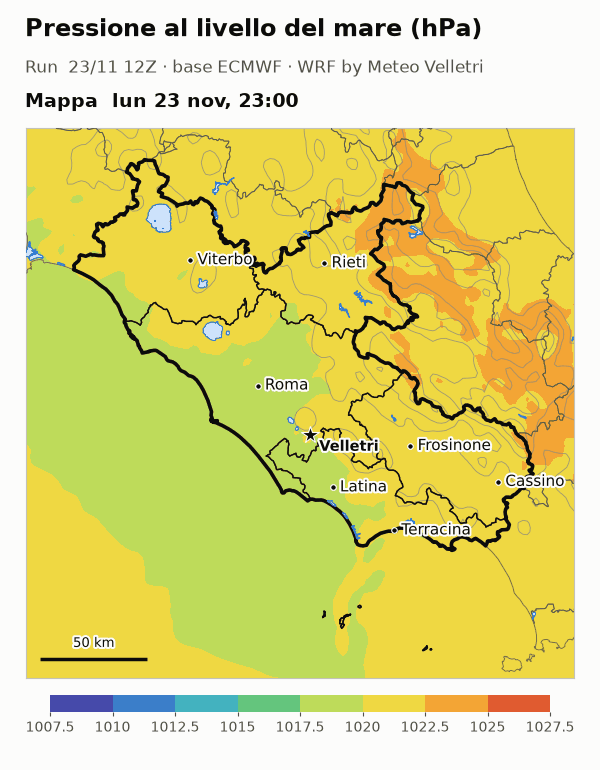 Pressione al livello del mare (hPa)
Run  23/11 12Z · base ECMWF · WRF by Meteo Velletri
Mappa  lun 23 nov, 23:00
Viterbo
Rieti
Roma
Velletri
Frosinone
Cassino
Latina
Terracina
50 km
1007.5 1010 1012.5 1015 1017.5 1020 1022.5 1025 1027.5